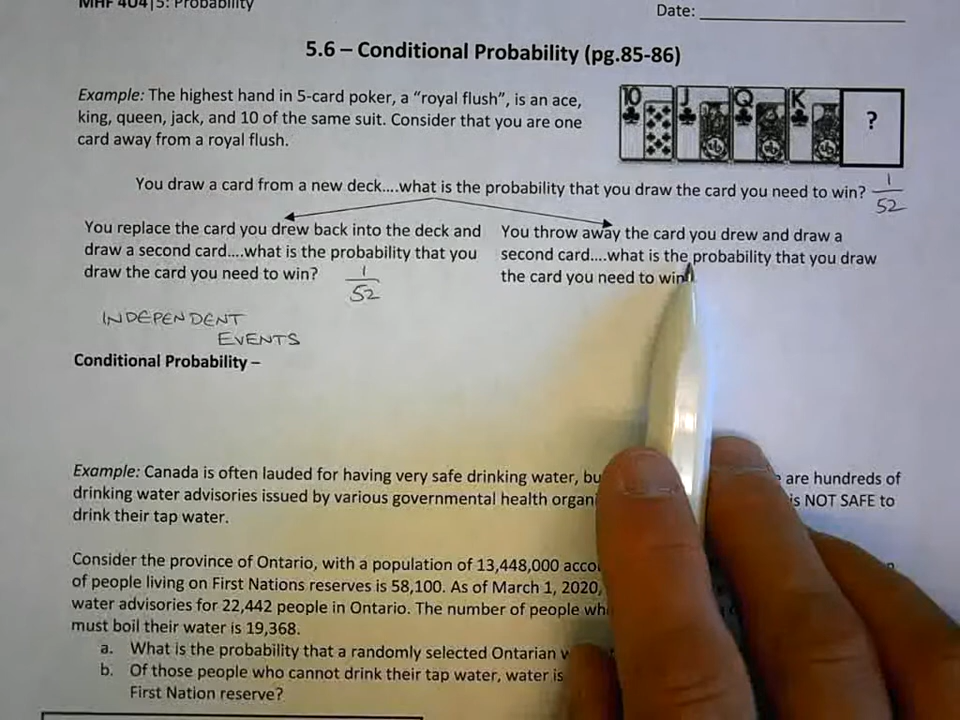 MHF 4U4|5: Probability
Date:
5.6 – Conditional Probability (pg.85-86)
Example: The highest hand in 5-card poker, a “royal flush”, is an ace,
king, queen, jack, and 10 of the same suit. Consider that you are one
card away from a royal flush.
10 J Q K ?
You draw a card from a new deck....what is the probability that you draw the card you need to win? 1/52
You replace the card you drew back into the deck and
draw a second card....what is the probability that you
draw the card you need to win? 1/52
You throw away the card you drew and draw a
second card....what is the probability that you draw
the card you need to win
INDEPENDENT
EVENTS
Conditional Probability –
Example: Canada is often lauded for having very safe drinking water, are hundreds of
drinking water advisories issued by various governmental health is NOT SAFE to
drink their tap water.
Consider the province of Ontario, with a population of 13,448,000
of people living on First Nations reserves is 58,100. As of March 1, 2020,
water advisories for 22,442 people in Ontario. The number of people
must boil their water is 19,368.
a. What is the probability that a randomly selected Ontarian
b. Of those people who cannot drink their tap water, water is
First Nation reserve?